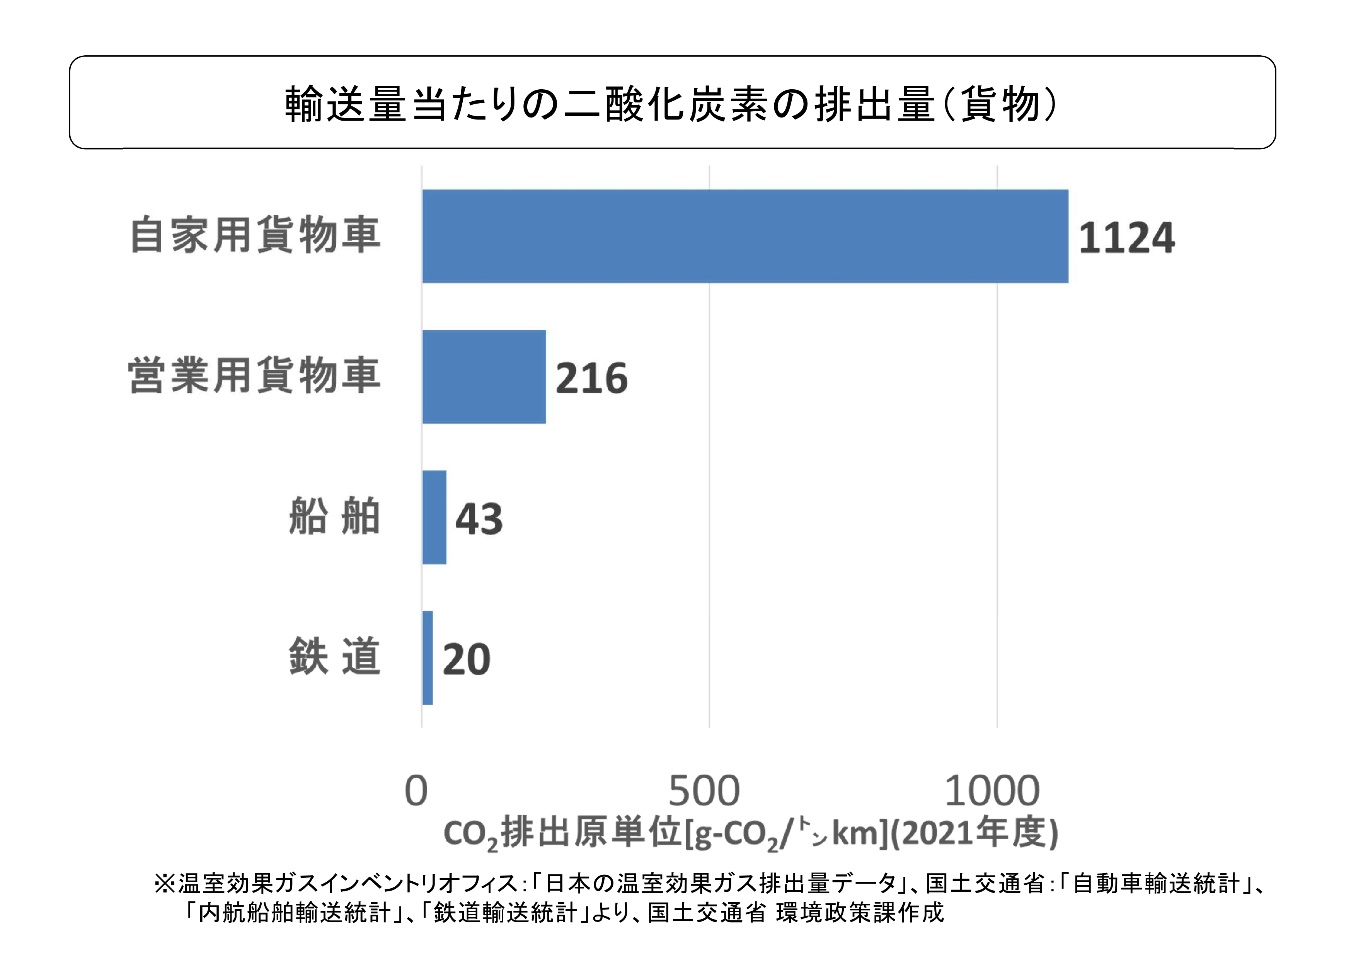 輸送量当たりの二酸化炭素の排出量(貨物)
自家用貨物車 1124
営業用貨物車 216
船舶 43
鉄道 20
0 500 1000
CO₂排出原単位[g-CO₂/㌧km](2021年度)
※温室効果ガスインベントリオフィス:「日本の温室効果ガス排出量データ」、国土交通省:「自動車輸送統計」、
「内航船舶輸送統計」、「鉄道輸送統計」より、国土交通省 環境政策課作成